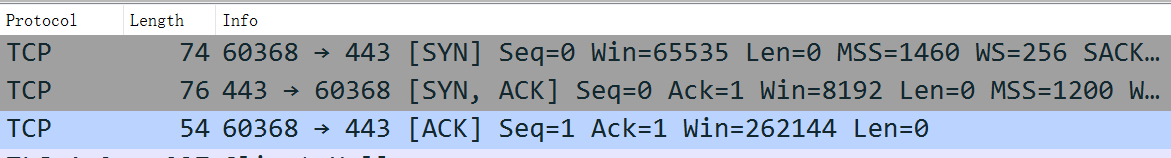 Protocol Length Info
TCP 74 60368 → 443 [SYN] Seq=0 Win=65535 Len=0 MSS=1460 WS=256 SACK…
TCP 76 443 → 60368 [SYN, ACK] Seq=0 Ack=1 Win=8192 Len=0 MSS=1200 W…
TCP 54 60368 → 443 [ACK] Seq=1 Ack=1 Win=262144 Len=0